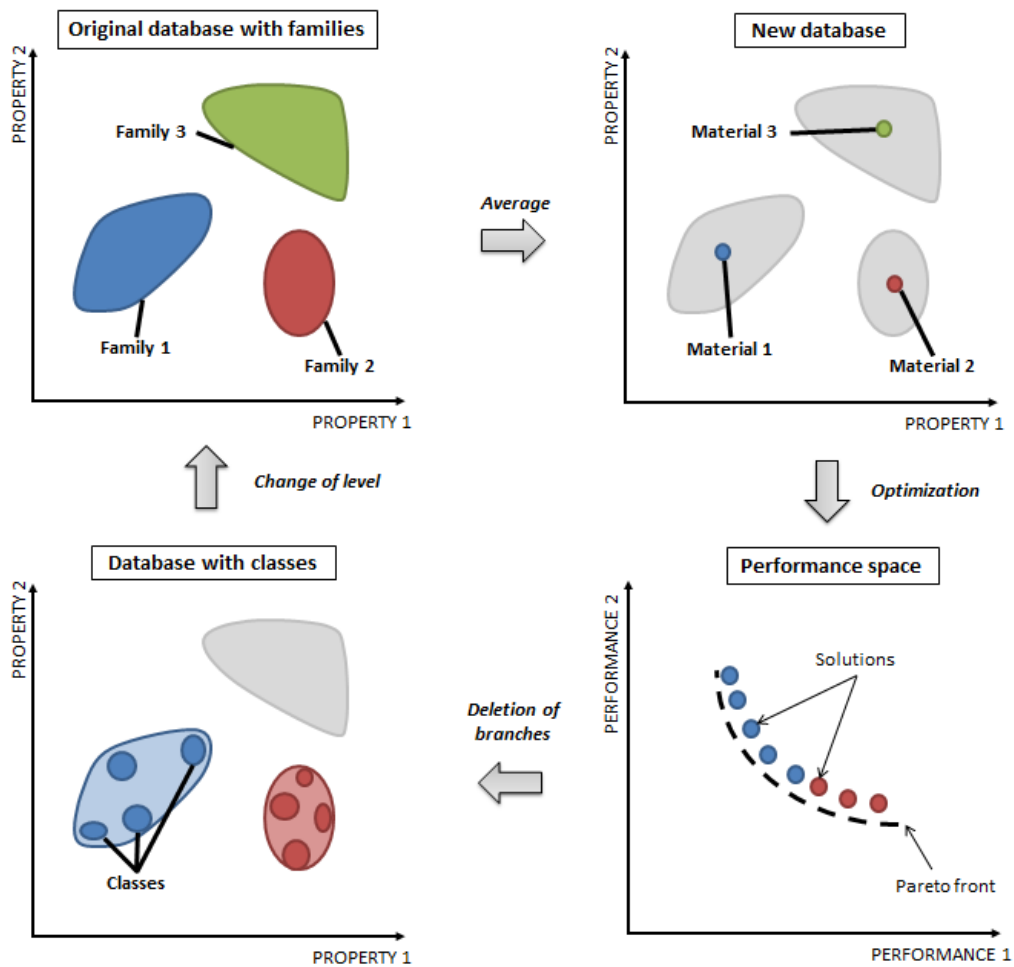 Original database with families
PROPERTY 2
Family 3
Family 1
Family 2
PROPERTY 1
Average
New database
PROPERTY 2
Material 3
Material 1
Material 2
PROPERTY 1
Change of level
Optimization
Database with classes
PROPERTY 2
Classes
PROPERTY 1
Deletion of
branches
Performance space
PERFORMANCE 2
Solutions
Pareto front
PERFORMANCE 1